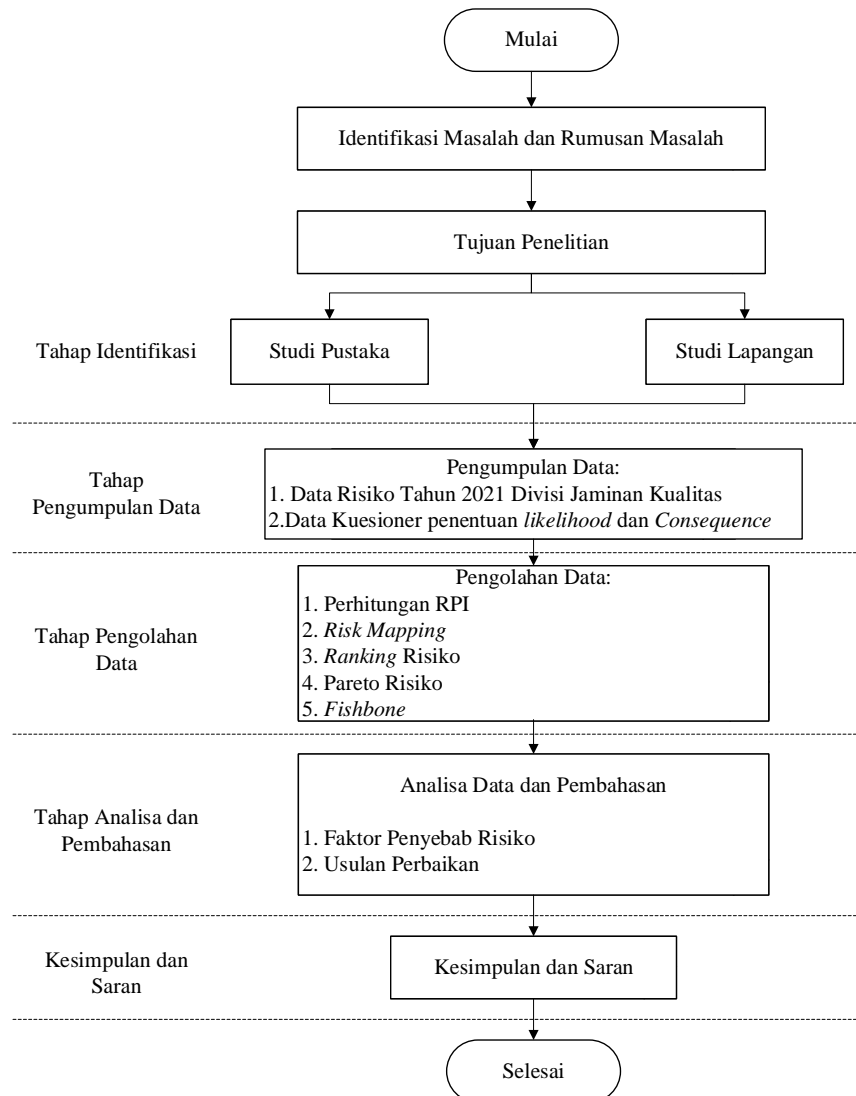 Mulai
Identifikasi Masalah dan Rumusan Masalah
Tujuan Penelitian
Tahap Identifikasi
Studi Pustaka
Studi Lapangan
Tahap
Pengumpulan Data
Pengumpulan Data:
1. Data Risiko Tahun 2021 Divisi Jaminan Kualitas
2.Data Kuesioner penentuan likelihood dan Consequence
Tahap Pengolahan
Data
Pengolahan Data:
1. Perhitungan RPI
2. Risk Mapping
3. Ranking Risiko
4. Pareto Risiko
5. Fishbone
Tahap Analisa dan
Pembahasan
Analisa Data dan Pembahasan
1. Faktor Penyebab Risiko
2. Usulan Perbaikan
Kesimpulan dan
Saran
Kesimpulan dan Saran
Selesai